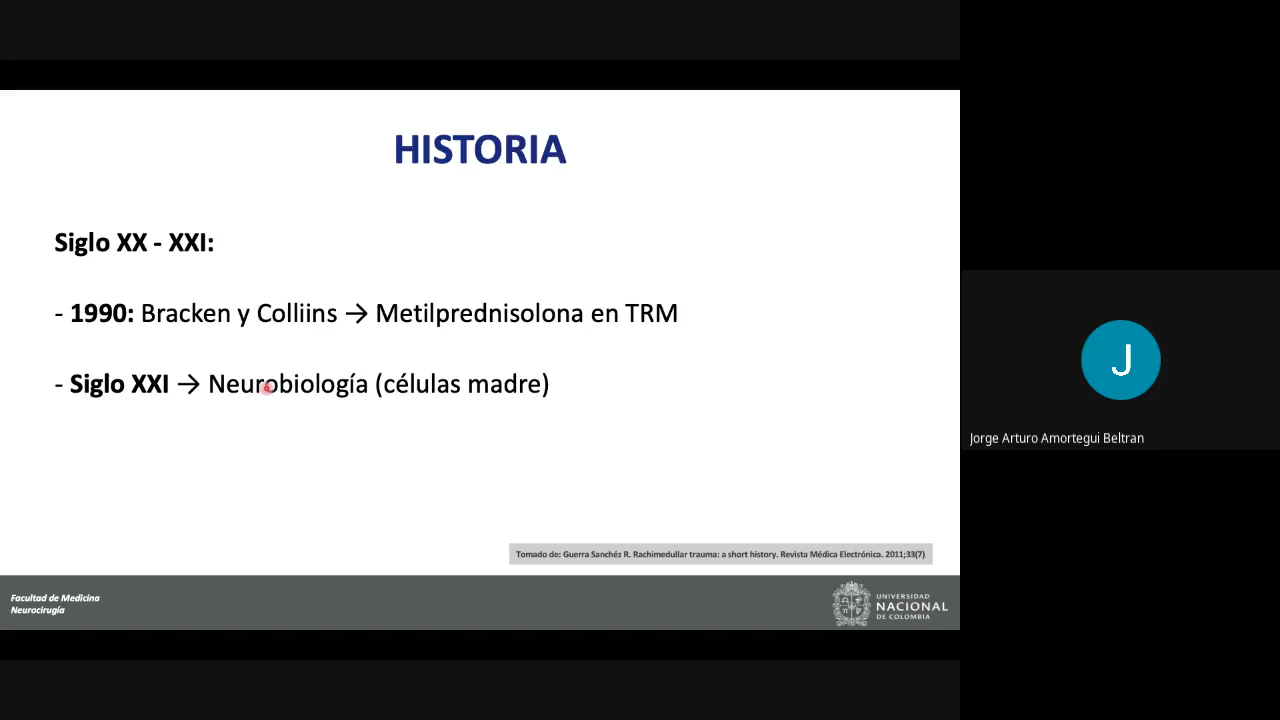 HISTORIA
Siglo XX - XXI:
- 1990: Bracken y Colliins → Metilprednisolona en TRM
- Siglo XXI → Neurobiología (células madre)
Tomado de: Guerra Sanchéz R. Rachimedullar trauma: a short history. Revista Médica Electrónica. 2011;33(7)
Facultad de Medicina
Neurocirugía
UNIVERSIDAD
NACIONAL
DE COLOMBIA
J
Jorge Arturo Amortegui Beltran